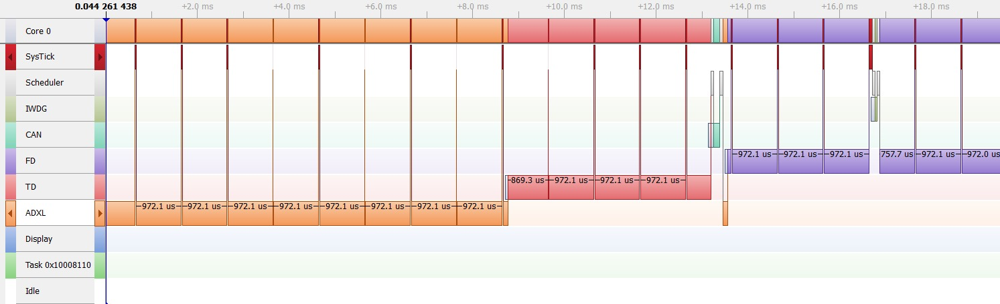 0.044 261 438 +2.0 ms +4.0 ms +6.0 ms +8.0 ms +10.0 ms +12.0 ms +14.0 ms +16.0 ms +18.0 ms
Core 0
SysTick
Scheduler
IWDG
CAN
FD 972.1 us 972.1 us 972.1 us 757.7 us 972.1 us 972.0 us
TD 869.3 us 972.1 us 972.1 us 972.1 us
ADXL 972.1 us 972.1 us 972.1 us 972.1 us 972.1 us 972.1 us 972.1 us 972.1 us
Display
Task 0x10008110
Idle